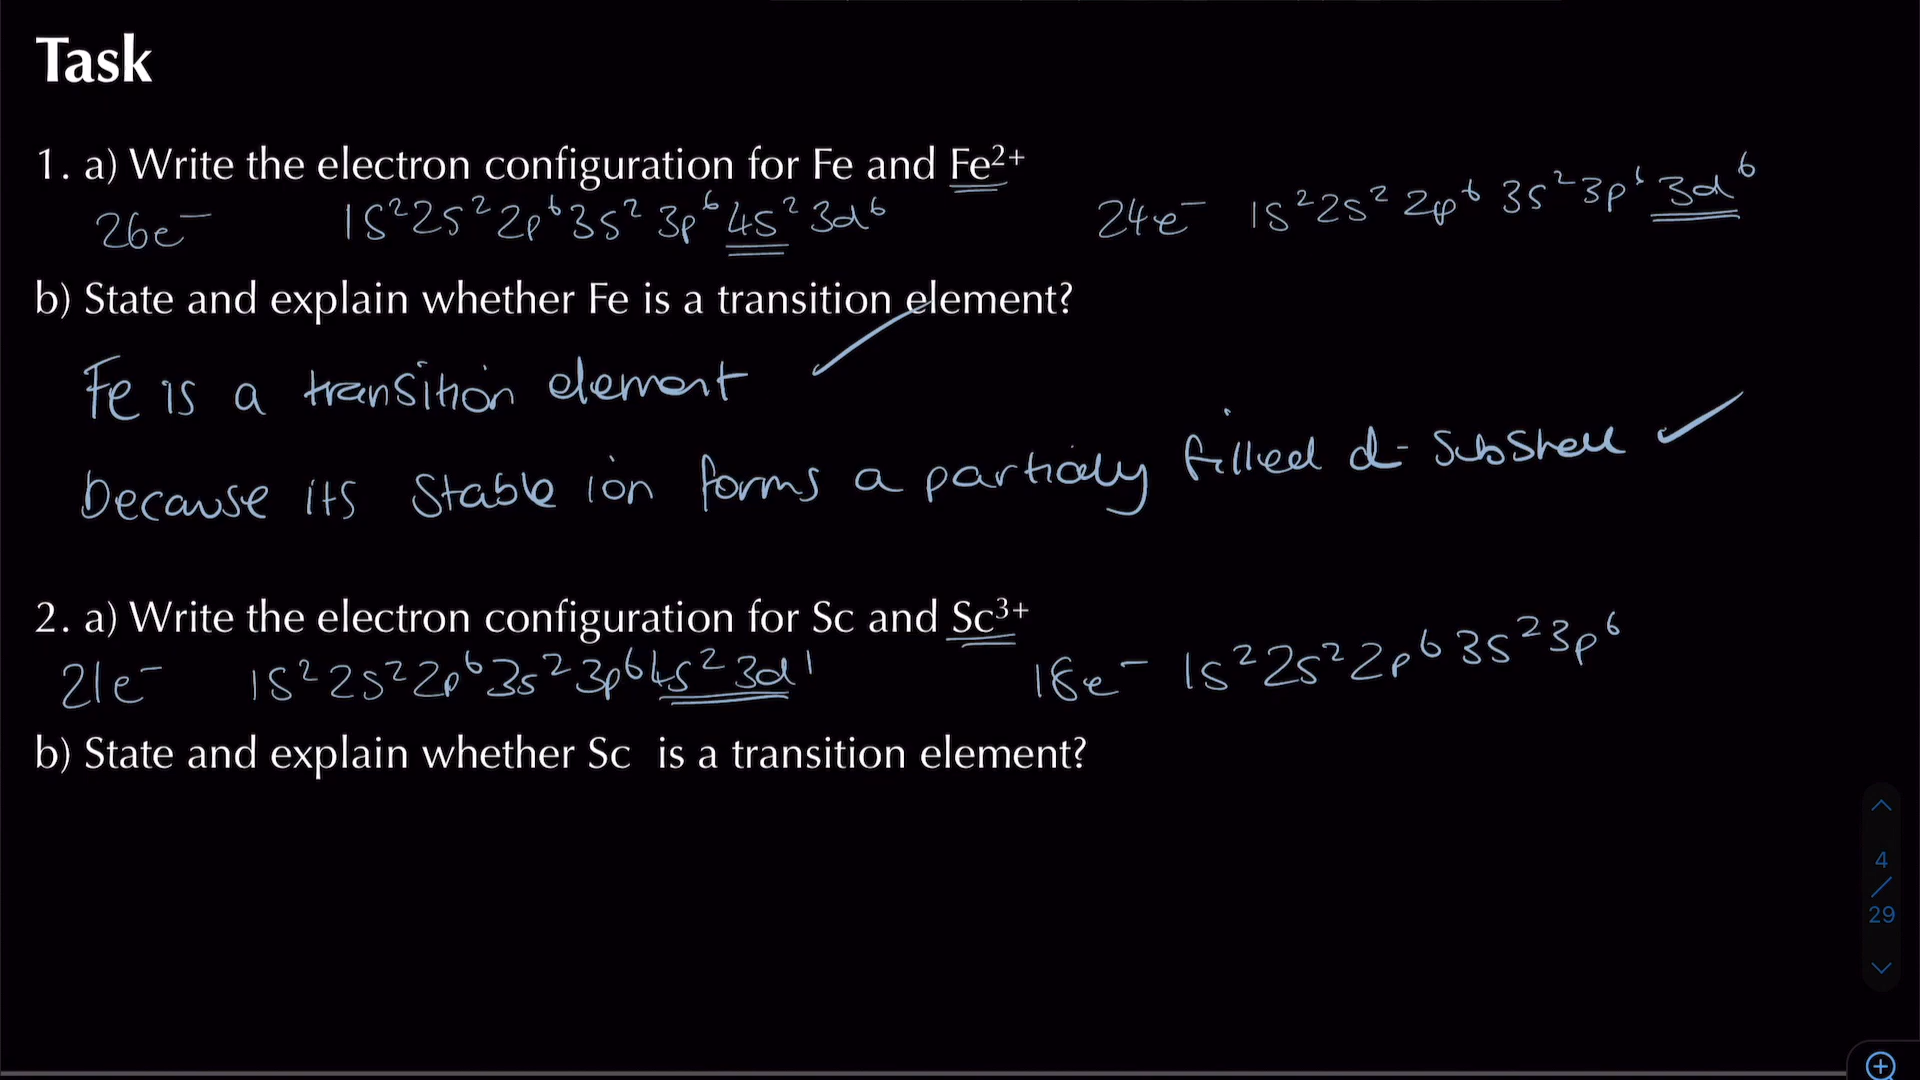 Task
1. a) Write the electron configuration for Fe and Fe²⁺
26e⁻ 1s²2s²2p⁶3s²3p⁶4s²3d⁶ 24e⁻ 1s²2s²2p⁶3s²3p⁶3d⁶
b) State and explain whether Fe is a transition element?
Fe is a transition element ✓
because its stable ion forms a partially filled d-subshell ✓
2. a) Write the electron configuration for Sc and Sc³⁺
21e⁻ 1s²2s²2p⁶3s²3p⁶4s²3d¹ 18e⁻ 1s²2s²2p⁶3s²3p⁶
b) State and explain whether Sc is a transition element?
4
/
29